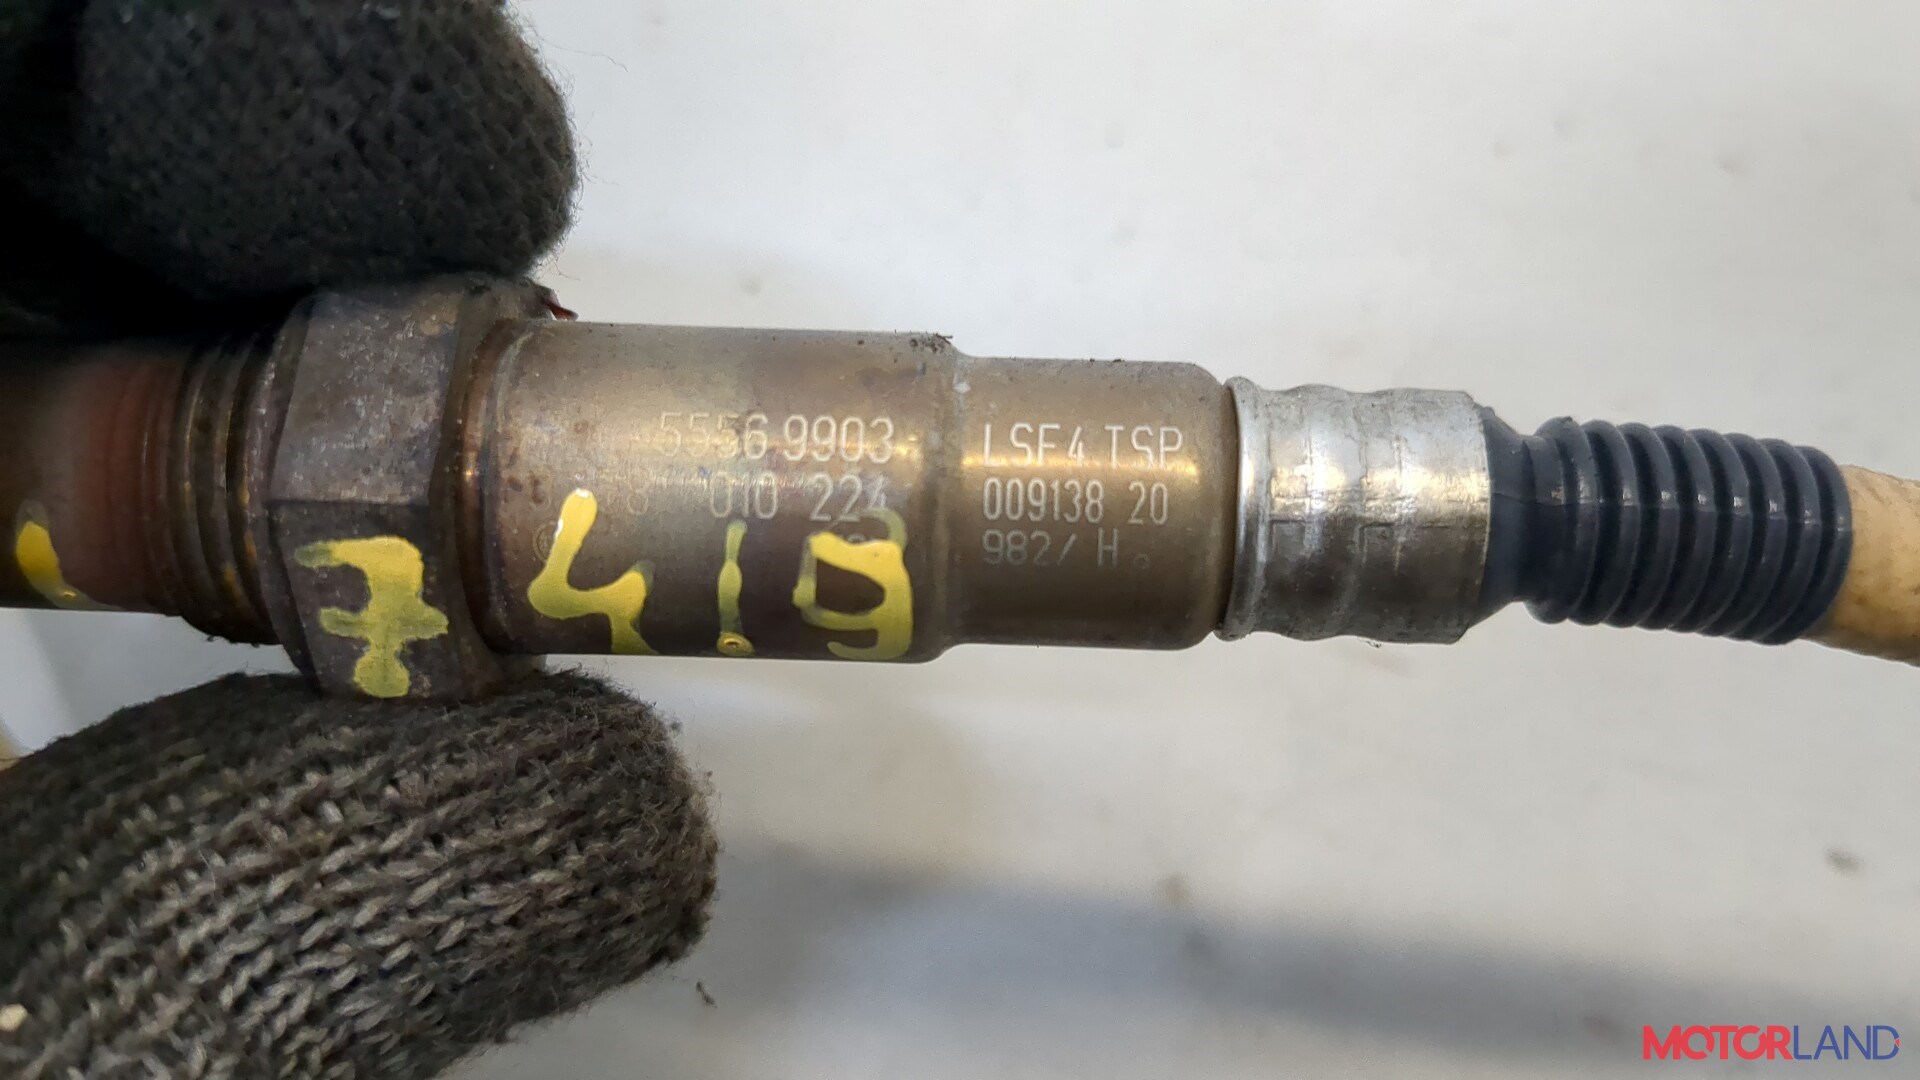 5556 9903
010 224
LSF4 TSP
009138 20
982/ H
7419
MOTORLAND